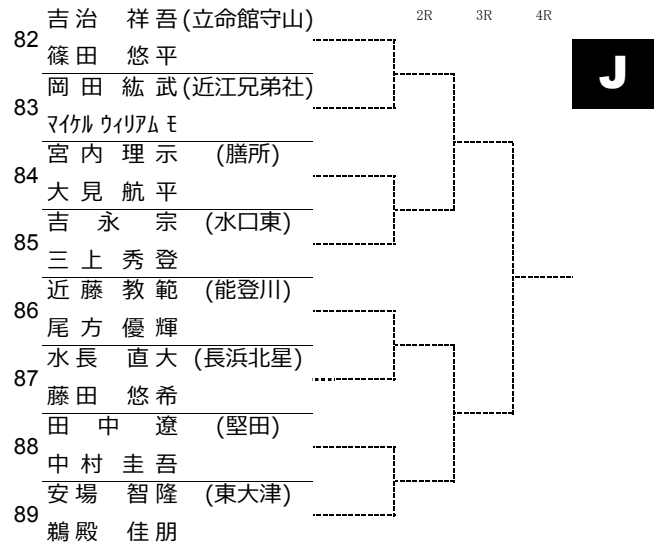 2R 3R 4R
J
82
吉治 祥吾 (立命館守山)
篠田 悠平
83
岡田 紘武 (近江兄弟社)
ﾏｲｹﾙ ｳｨﾘｱﾑ ﾓ
84
宮内理示 (膳所)
大見航平
85
吉永 宗 (水口東)
三上秀登
86
近藤教範 (能登川)
尾方優輝
87
水長 直大 (長浜北星)
藤田 悠希
88
田中 遼 (堅田)
中村圭吾
89
安場 智隆 (東大津)
鵜殿 佳朋